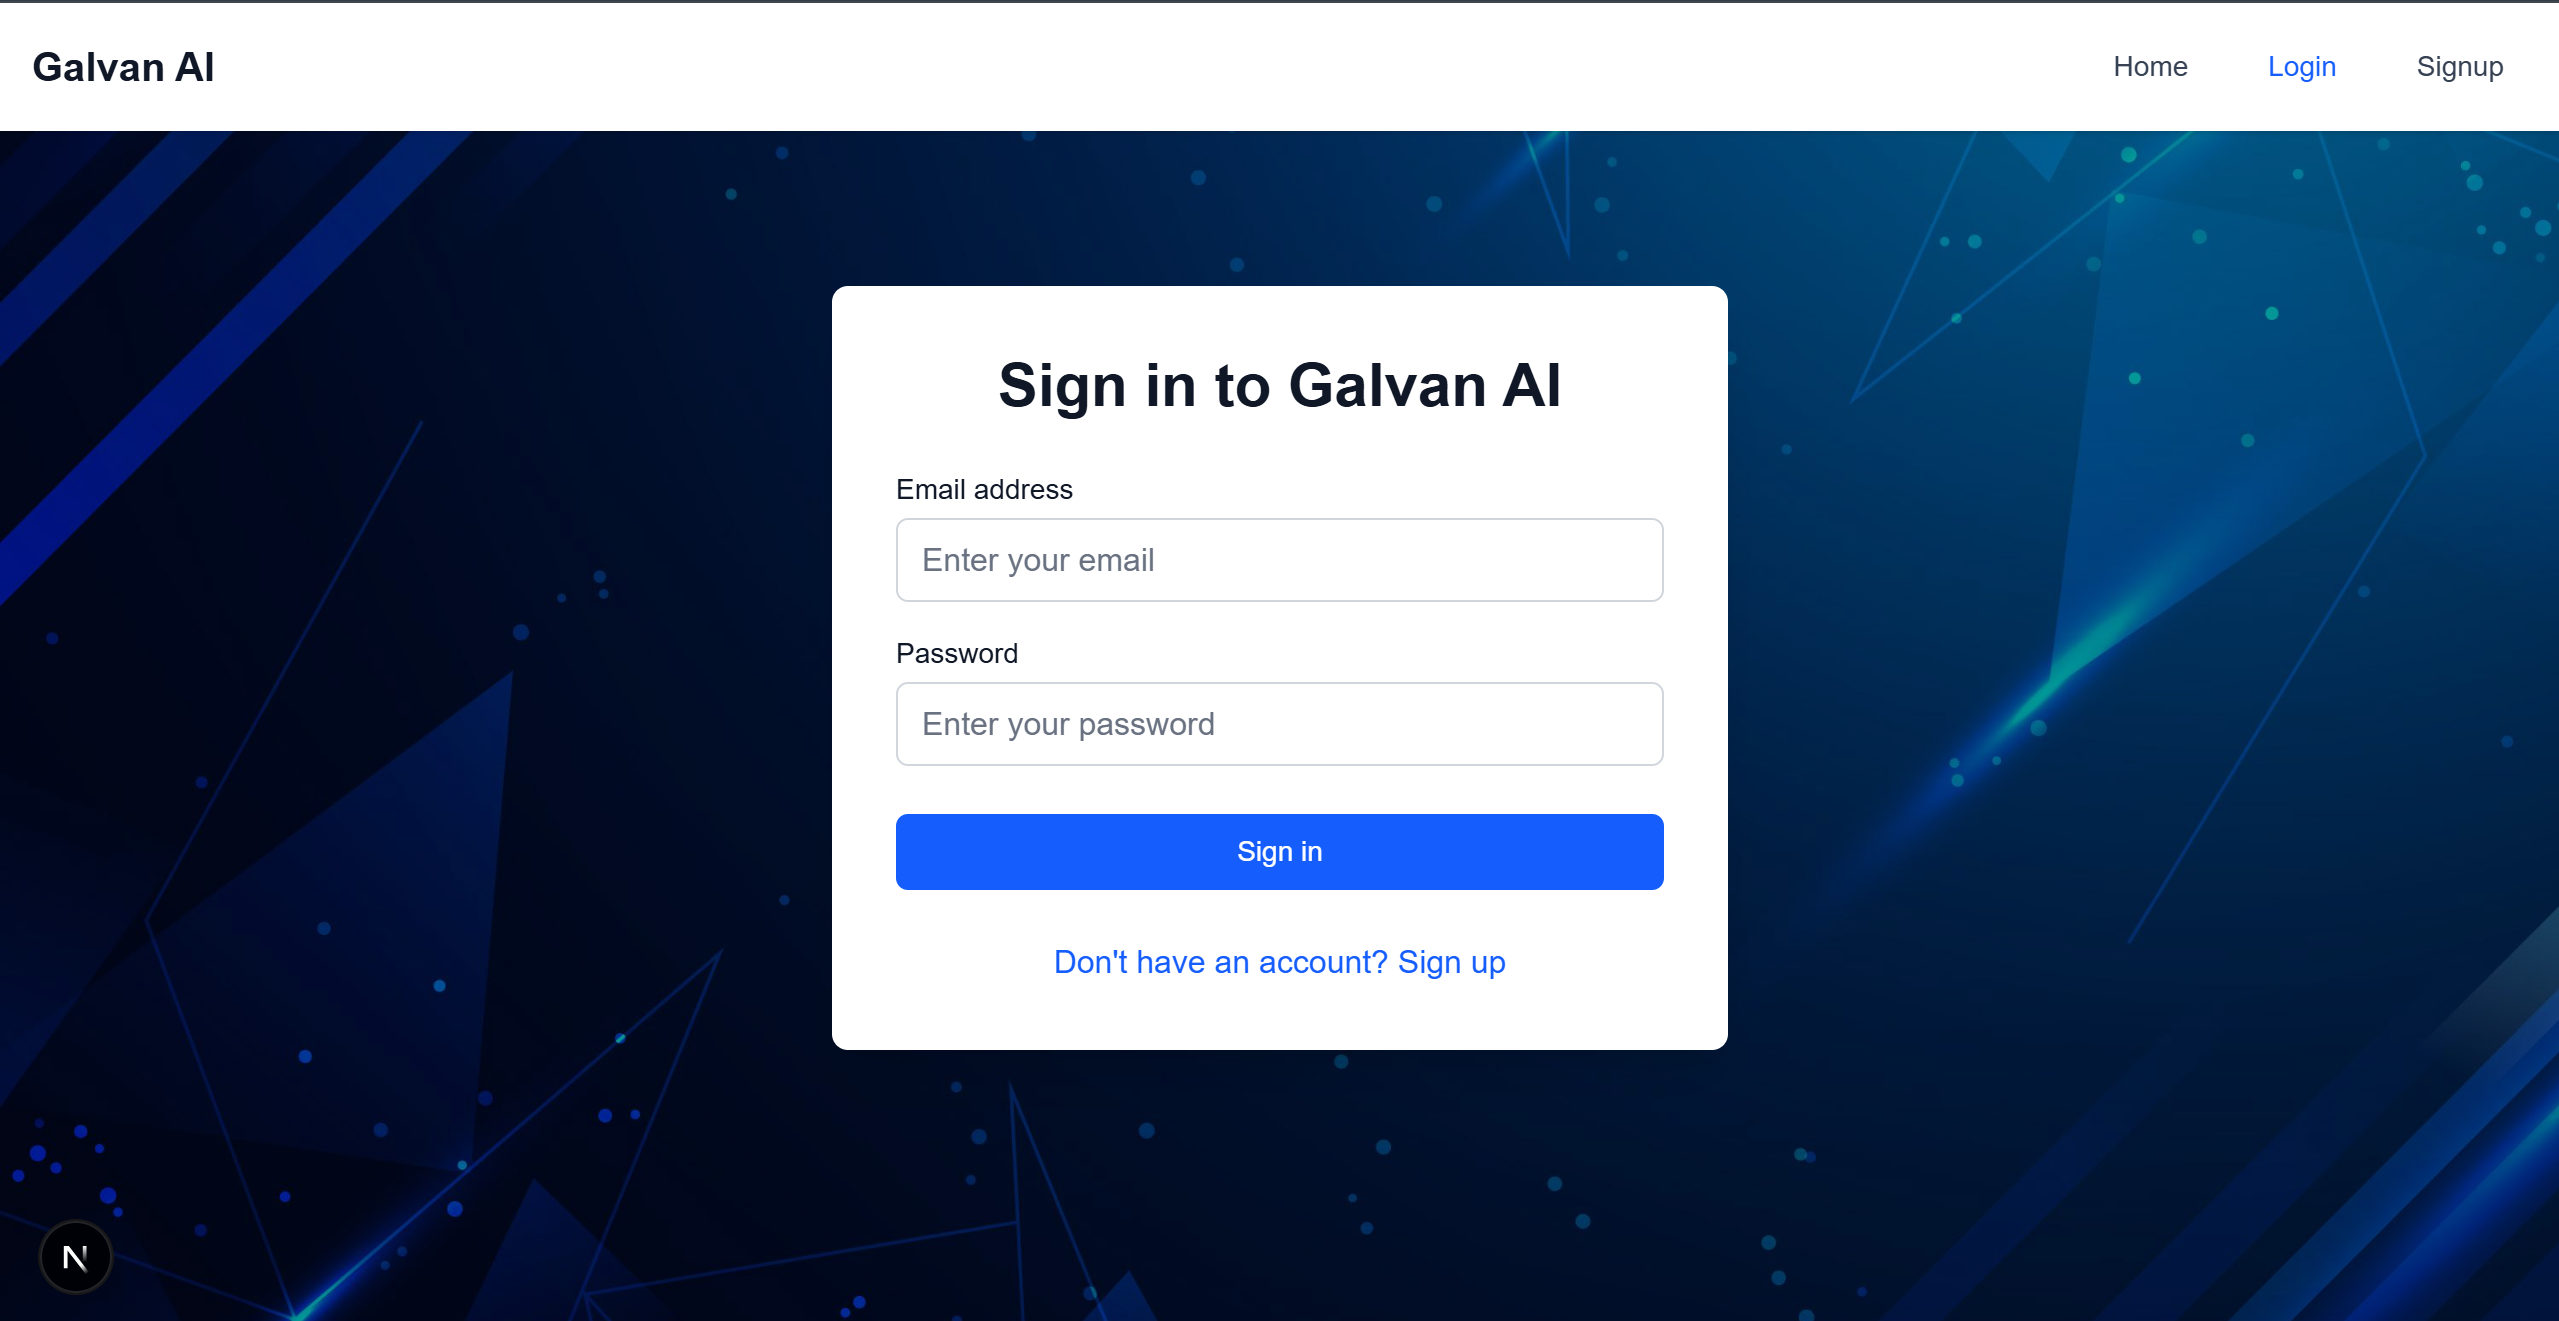 Galvan AI
Home Login Signup
Sign in to Galvan AI
Email address
Enter your email
Password
Enter your password
Sign in
Don't have an account? Sign up
N